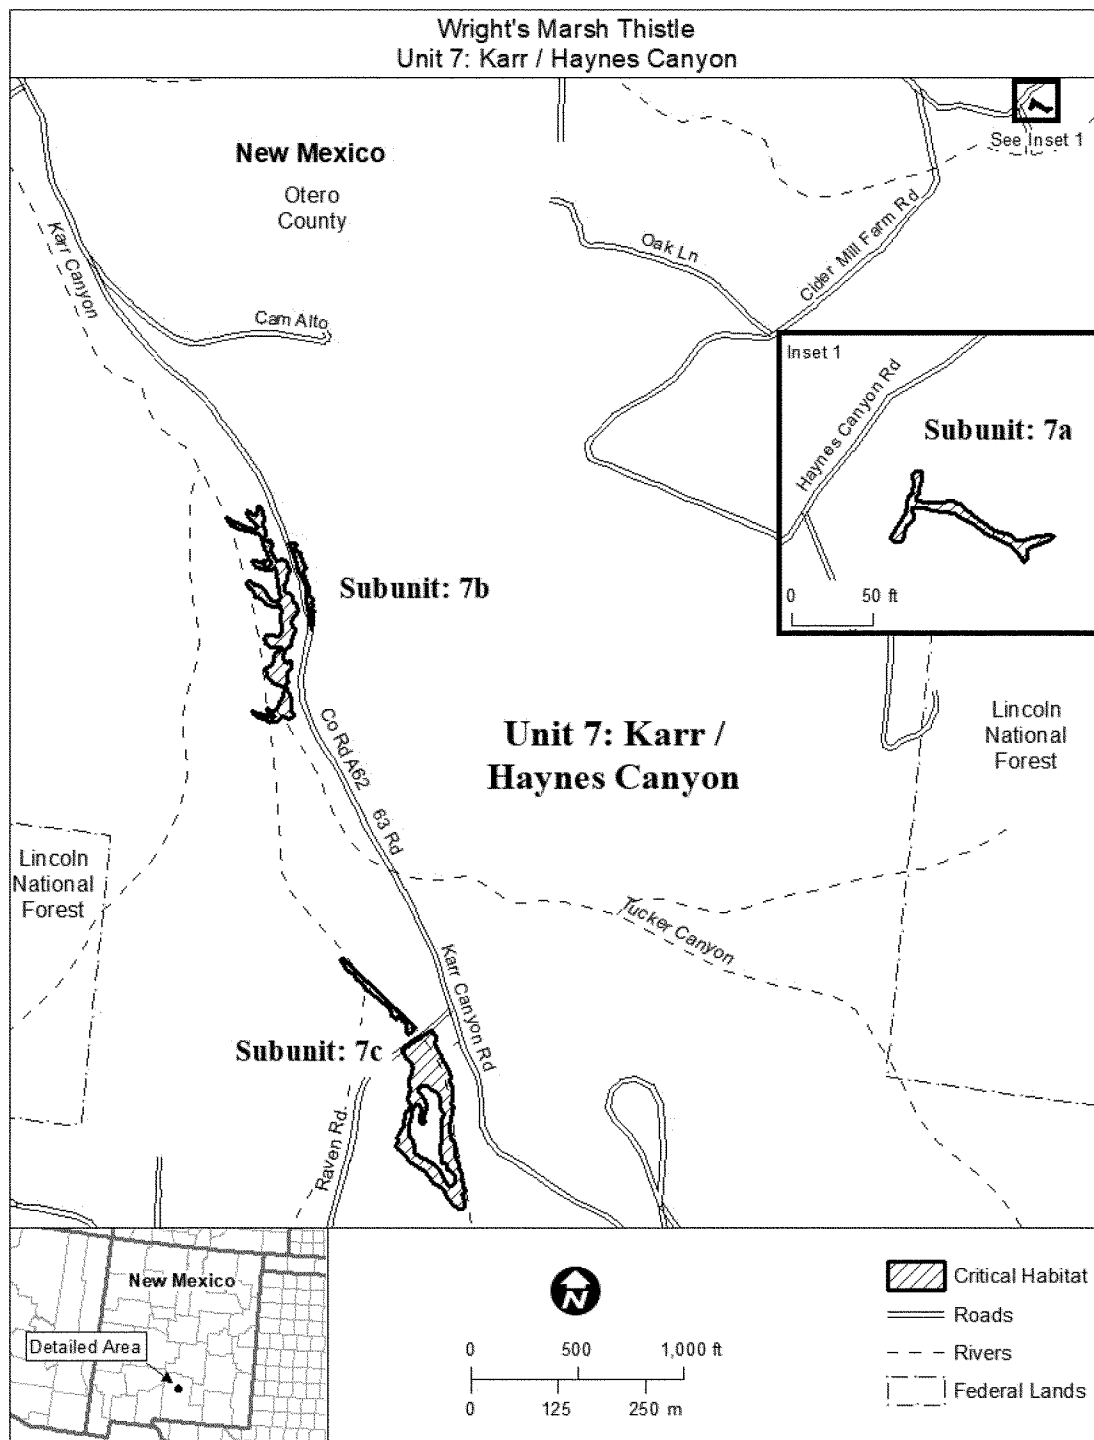 Wright's Marsh Thistle
Unit 7: Karr / Haynes Canyon
New Mexico
Otero
County
See Inset 1
Karr Canyon
Cam Alto
Oak Ln
Cider Mill Farm Rd
Inset 1
Haynes Canyon Rd
Subunit: 7a
0 50 ft
Subunit: 7b
Unit 7: Karr /
Haynes Canyon
Co Rd A62
63 Rd
Lincoln
National
Forest
Lincoln
National
Forest
Tucker Canyon
Karr Canyon Rd
Subunit: 7c
Raven Rd
New Mexico
Detailed Area
N
0 500 1,000 ft
0 125 250 m
Critical Habitat
Roads
Rivers
Federal Lands